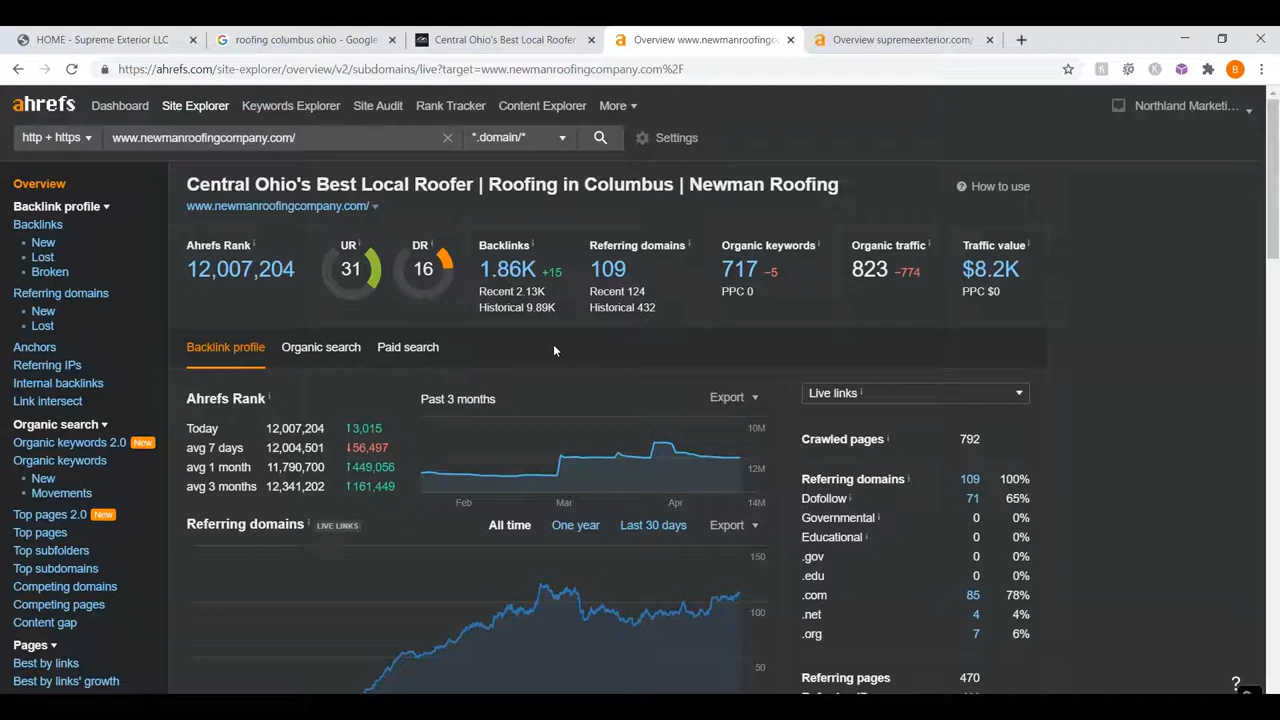 HOME - Supreme Exterior LLC
roofing columbus ohio - Google
Central Ohio's Best Local Roofer
Overview www.newmanroofingco
Overview supremeexterior.com/
https://ahrefs.com/site-explorer/overview/v2/subdomains/live?target=www.newmanroofingcompany.com%2F
B
ahrefs Dashboard Site Explorer Keywords Explorer Site Audit Rank Tracker Content Explorer More
Northland Marketi...
http + https
www.newmanroofingcompany.com/
*.domain/*
Settings
Overview
Backlink profile
Backlinks
• New
• Lost
• Broken
Referring domains
• New
• Lost
Anchors
Referring IPs
Internal backlinks
Link intersect
Organic search
Organic keywords 2.0 New
Organic keywords
• New
• Movements
Top pages 2.0 New
Top pages
Top subfolders
Top subdomains
Competing domains
Competing pages
Content gap
Pages
Best by links
Best by links' growth
Central Ohio's Best Local Roofer | Roofing in Columbus | Newman Roofing
? How to use
www.newmanroofingcompany.com/
Ahrefs Rank i
12,007,204
UR i
31
DR i
16
Backlinks i
1.86K +15
Recent 2.13K
Historical 9.89K
Referring domains i
109
Recent 124
Historical 432
Organic keywords i
717 –5
PPC 0
Organic traffic i
823 –774
Traffic value i
$8.2K
PPC $0
Backlink profile Organic search Paid search
Ahrefs Rank i
Today 12,007,204 ↑3,015
avg 7 days 12,004,501 ↓56,497
avg 1 month 11,790,700 ↑449,056
avg 3 months 12,341,202 ↑161,449
Past 3 months
Export
10M
12M
14M
Feb Mar Apr
Referring domains i LIVE LINKS
All time One year Last 30 days Export
150
100
50
Live links i
Crawled pages i 792
Referring domains 109 100%
Dofollow i 71 65%
Governmental i 0 0%
Educational i 0 0%
.gov 0 0%
.edu 0 0%
.com 85 78%
.net 4 4%
.org 7 6%
Referring pages 470
?